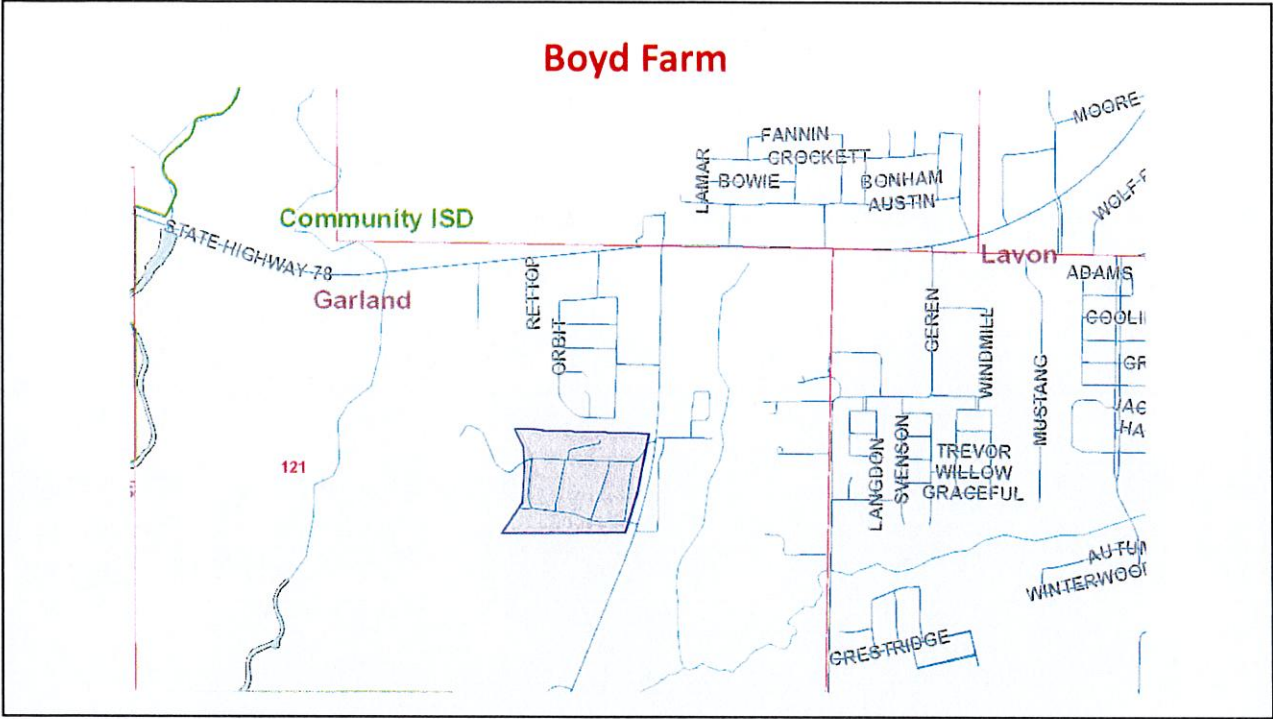 Boyd Farm
MOORE
FANNIN
CROCKETT
LAMAR
BOWIE
BONHAM
AUSTIN
Community ISD
STATE HIGHWAY 78
Garland
RETTOP
ORBIT
Lavon
ADAMS
GEREN
WINDMILL
MUSTANG
121
LANGDON
SVENSON
TREVOR
WILLOW
GRACEFUL
CRESTRIDGE